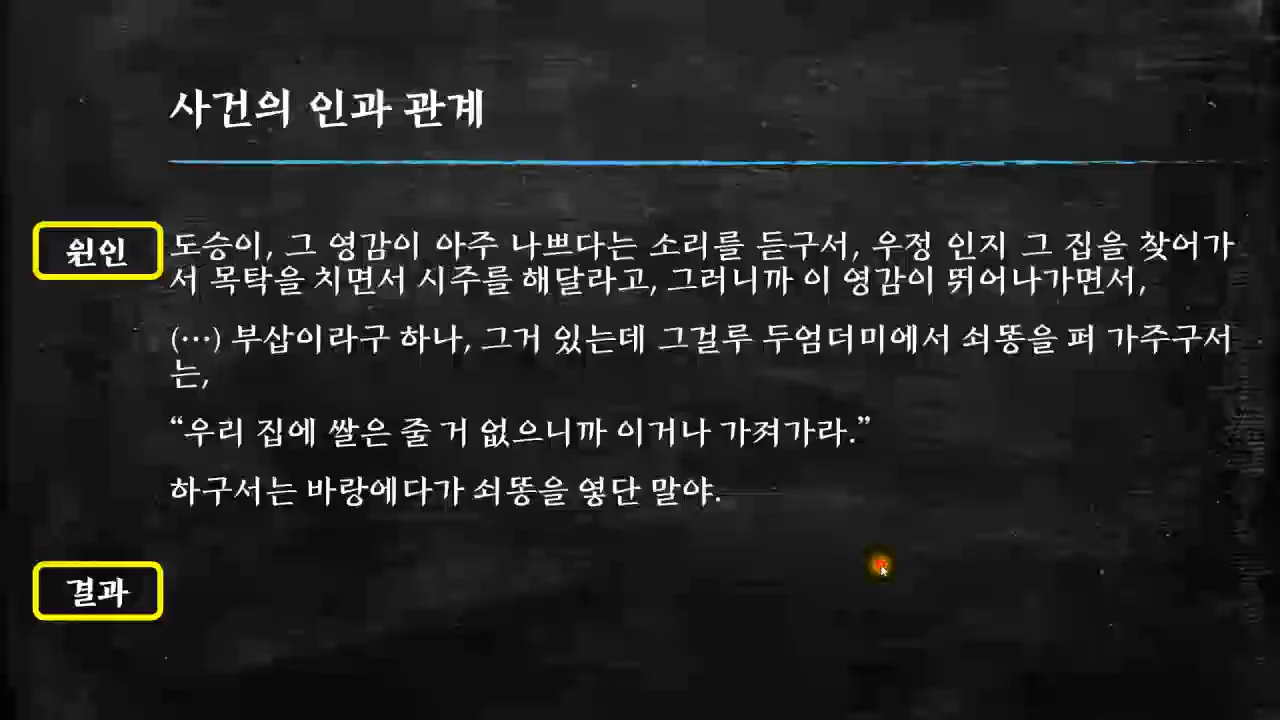 사건의 인과 관계
원인
도승이, 그 영감이 아주 나쁘다는 소리를 듣구서, 우정 인지 그 집을 찾어가
서 목탁을 치면서 시주를 해달라고, 그러니까 이 영감이 뛰어나가면서,
(…) 부삽이라구 하나, 그거 있는데 그걸루 두엄더미에서 쇠똥을 퍼 가주구서
는,
“우리 집에 쌀은 줄 거 없으니까 이거나 가져가라.”
하구서는 바랑에다가 쇠똥을 옇단 말야.
결과